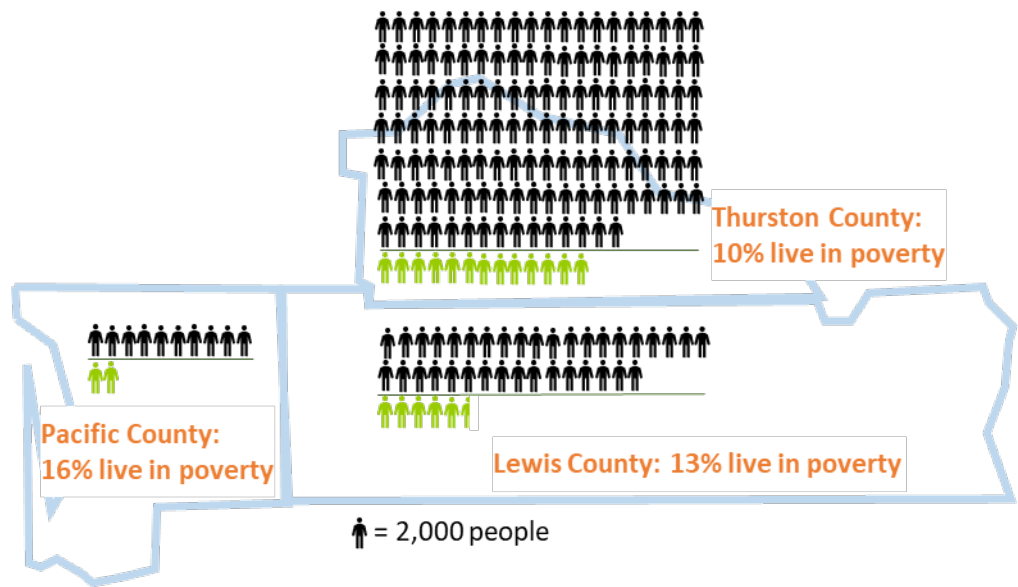 Thurston County:
10% live in poverty
Pacific County:
16% live in poverty
Lewis County: 13% live in poverty
= 2,000 people